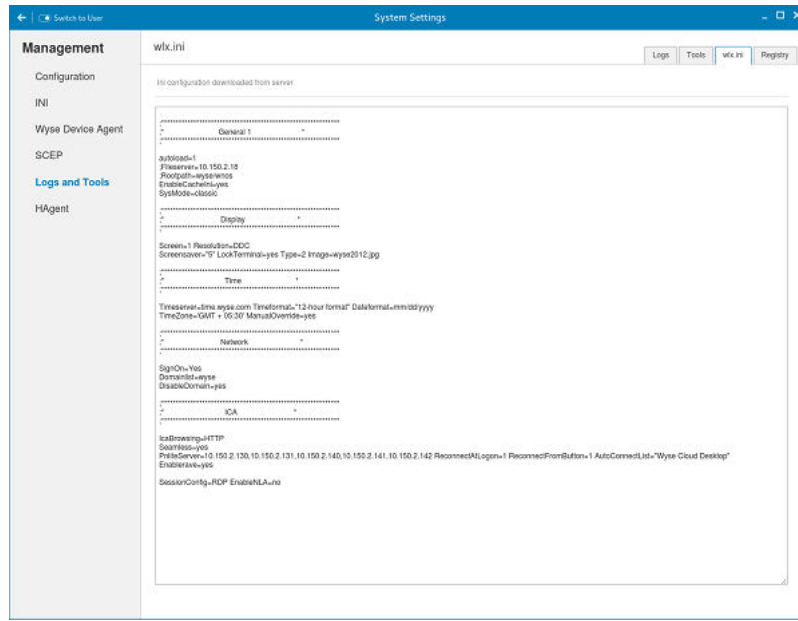 Switch to User
System Settings
Management
Configuration
INI
Wyse Device Agent
SCEP
Logs and Tools
HAgent
wlx.ini
Logs Tools wlx.ini Registry
Ini configuration downloaded from server
;* General 1 *
autoload=1
;Fileserver=10.150.2.18
;Rootpath=wyse/wnos
EnableCacheIni=yes
SysMode=classic
;* Display *
Screen=1 Resolution=DDC
Screensaver="5" LockTerminal=yes Type=2 Image=wyse2012.jpg
;* Time *
Timeserver=time.wyse.com Timeformat="12-hour format" Dateformat=mm/dd/yyyy
TimeZone='GMT + 05:30' ManualOverride=yes
;* Network *
SignOn=Yes
Domainlist=wyse
DisableDomain=yes
;* ICA *
IcaBrowsing=HTTP
Seamless=yes
PnliteServer=10.150.2.130,10.150.2.131,10.150.2.140,10.150.2.141,10.150.2.142 ReconnectAtLogon=1 ReconnectFromButton=1 AutoConnectList="Wyse Cloud Desktop"
Enablerave=yes
SessionConfig=RDP EnableNLA=no